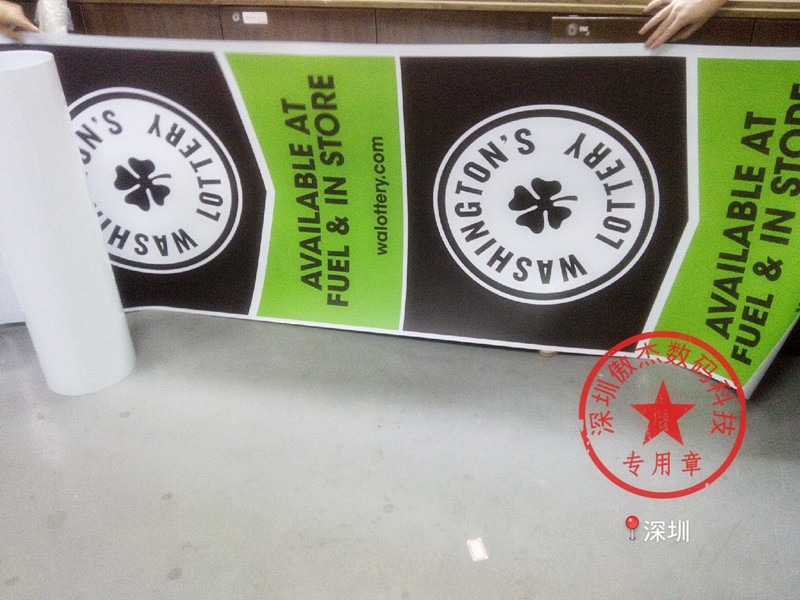 WASHINGTON'S LOTTERY
AVAILABLE AT
FUEL & IN STORE
walottery.com
WASHINGTON'S LOTTERY
AVAILABLE AT
FUEL & IN STORE
深圳傲杰数码科技
专用章
深圳